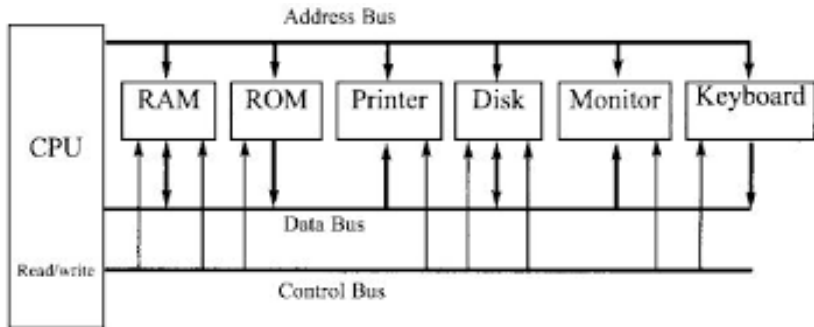 Address Bus
RAM ROM Printer Disk Monitor Keyboard
CPU
Data Bus
Read/write
Control Bus